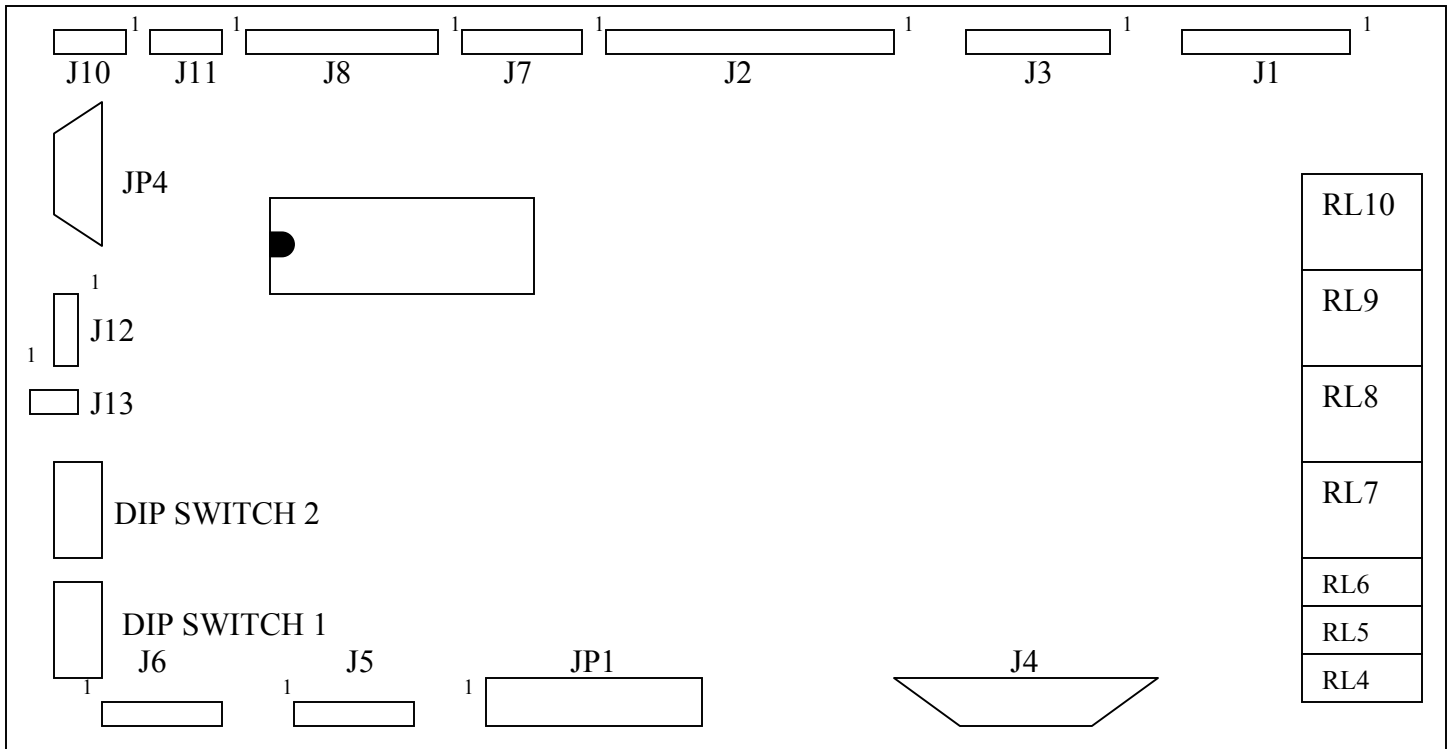 1 1 1 1 1 1 1
J10 J11 J8 J7 J2 J3 J1
JP4
RL10
1
RL9
J12
1
RL8
J13
RL7
DIP SWITCH 2
RL6
DIP SWITCH 1
RL5
J6 J5 JP1 J4
RL4
1 1 1